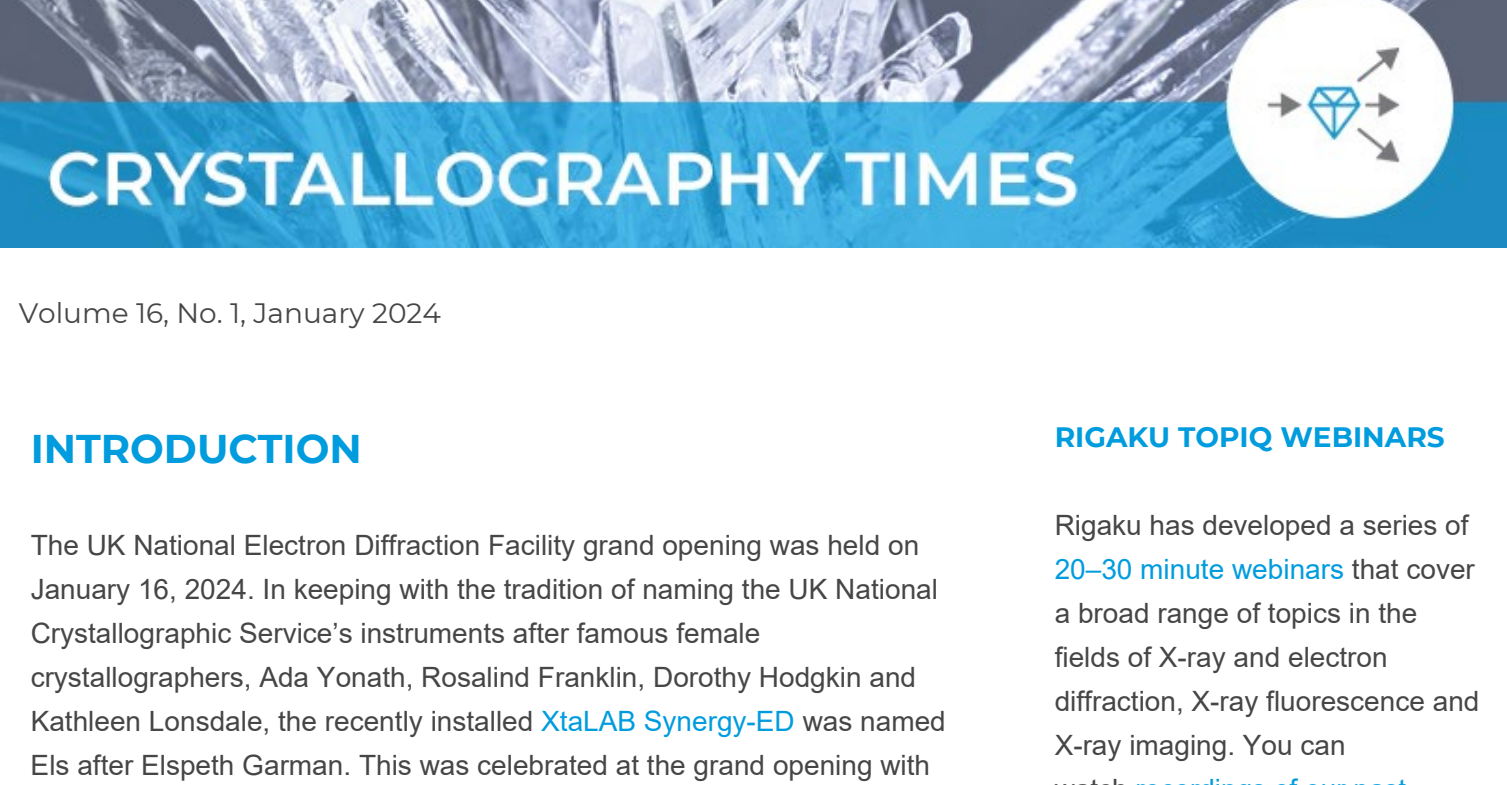 CRYSTALLOGRAPHY TIMES
Volume 16, No. 1, January 2024
INTRODUCTION
The UK National Electron Diffraction Facility grand opening was held on
January 16, 2024. In keeping with the tradition of naming the UK National
Crystallographic Service’s instruments after famous female
crystallographers, Ada Yonath, Rosalind Franklin, Dorothy Hodgkin and
Kathleen Lonsdale, the recently installed XtaLAB Synergy-ED was named
Els after Elspeth Garman. This was celebrated at the grand opening with
RIGAKU TOPIQ WEBINARS
Rigaku has developed a series of
20–30 minute webinars that cover
a broad range of topics in the
fields of X-ray and electron
diffraction, X-ray fluorescence and
X-ray imaging. You can
watch recordings of our past